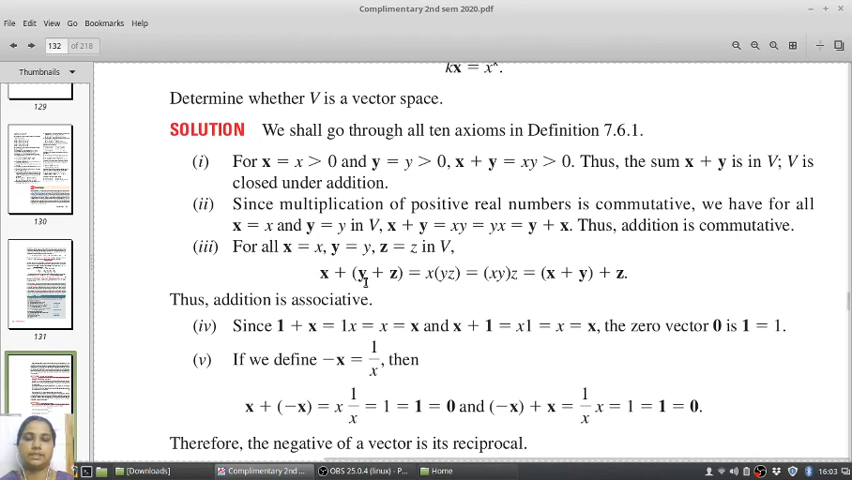 Complimentary 2nd sem 2020.pdf
File Edit View Go Bookmarks Help
132 of 218
Thumbnails
129
130
131
kx = xᵏ.
Determine whether V is a vector space.
SOLUTION We shall go through all ten axioms in Definition 7.6.1.
(i) For x = x > 0 and y = y > 0, x + y = xy > 0. Thus, the sum x + y is in V; V is
closed under addition.
(ii) Since multiplication of positive real numbers is commutative, we have for all
x = x and y = y in V, x + y = xy = yx = y + x. Thus, addition is commutative.
(iii) For all x = x, y = y, z = z in V,
x + (y + z) = x(yz) = (xy)z = (x + y) + z.
Thus, addition is associative.
(iv) Since 1 + x = 1x = x = x and x + 1 = x1 = x = x, the zero vector 0 is 1 = 1.
(v) If we define −x = 1/x, then
x + (−x) = x 1/x = 1 = 1 = 0 and (−x) + x = 1/x x = 1 = 1 = 0.
Therefore, the negative of a vector is its reciprocal.
[Downloads] Complimentary 2nd ... OBS 25.0.4 (linux) - P... Home 16:03